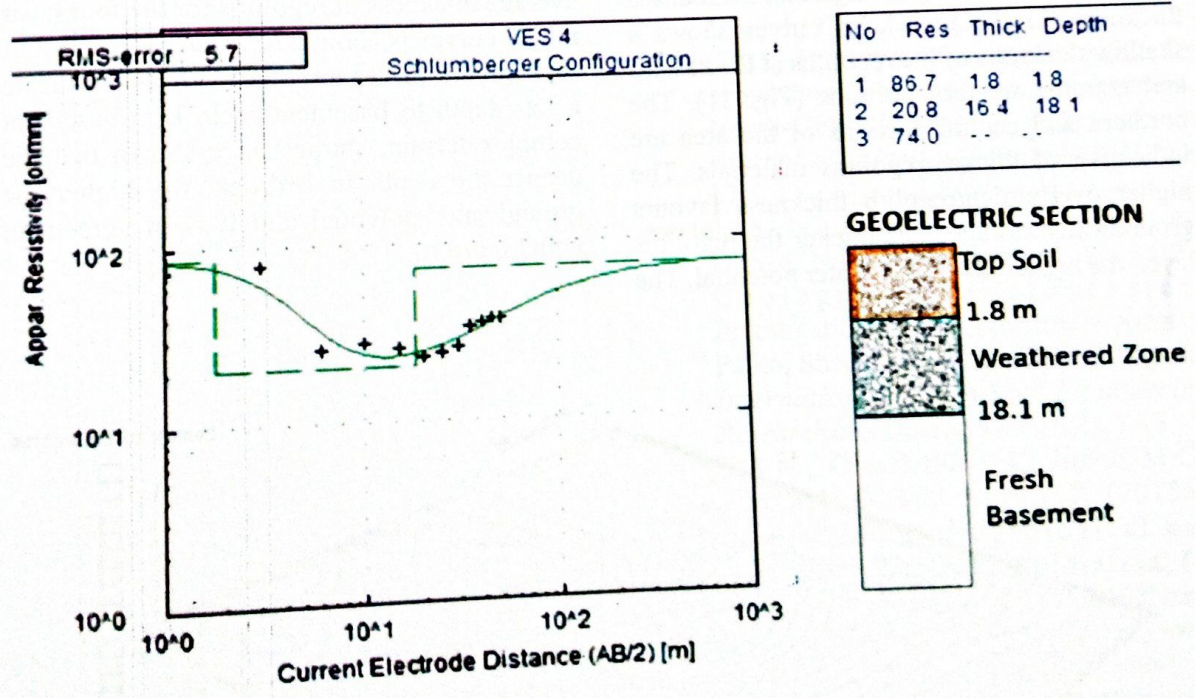 RMS-error: 5.7
VES 4
Schlumberger Configuration
10^3
10^2
10^1
10^0
Appar Resistivity [ohmm]
10^0
10^1
10^2
10^3
Current Electrode Distance (AB/2) [m]
No Res Thick Depth
1 86.7 1.8 1.8
2 20.8 16.4 18.1
3 74.0
GEOELECTRIC SECTION
Top Soil
1.8 m
Weathered Zone
18.1 m
Fresh
Basement